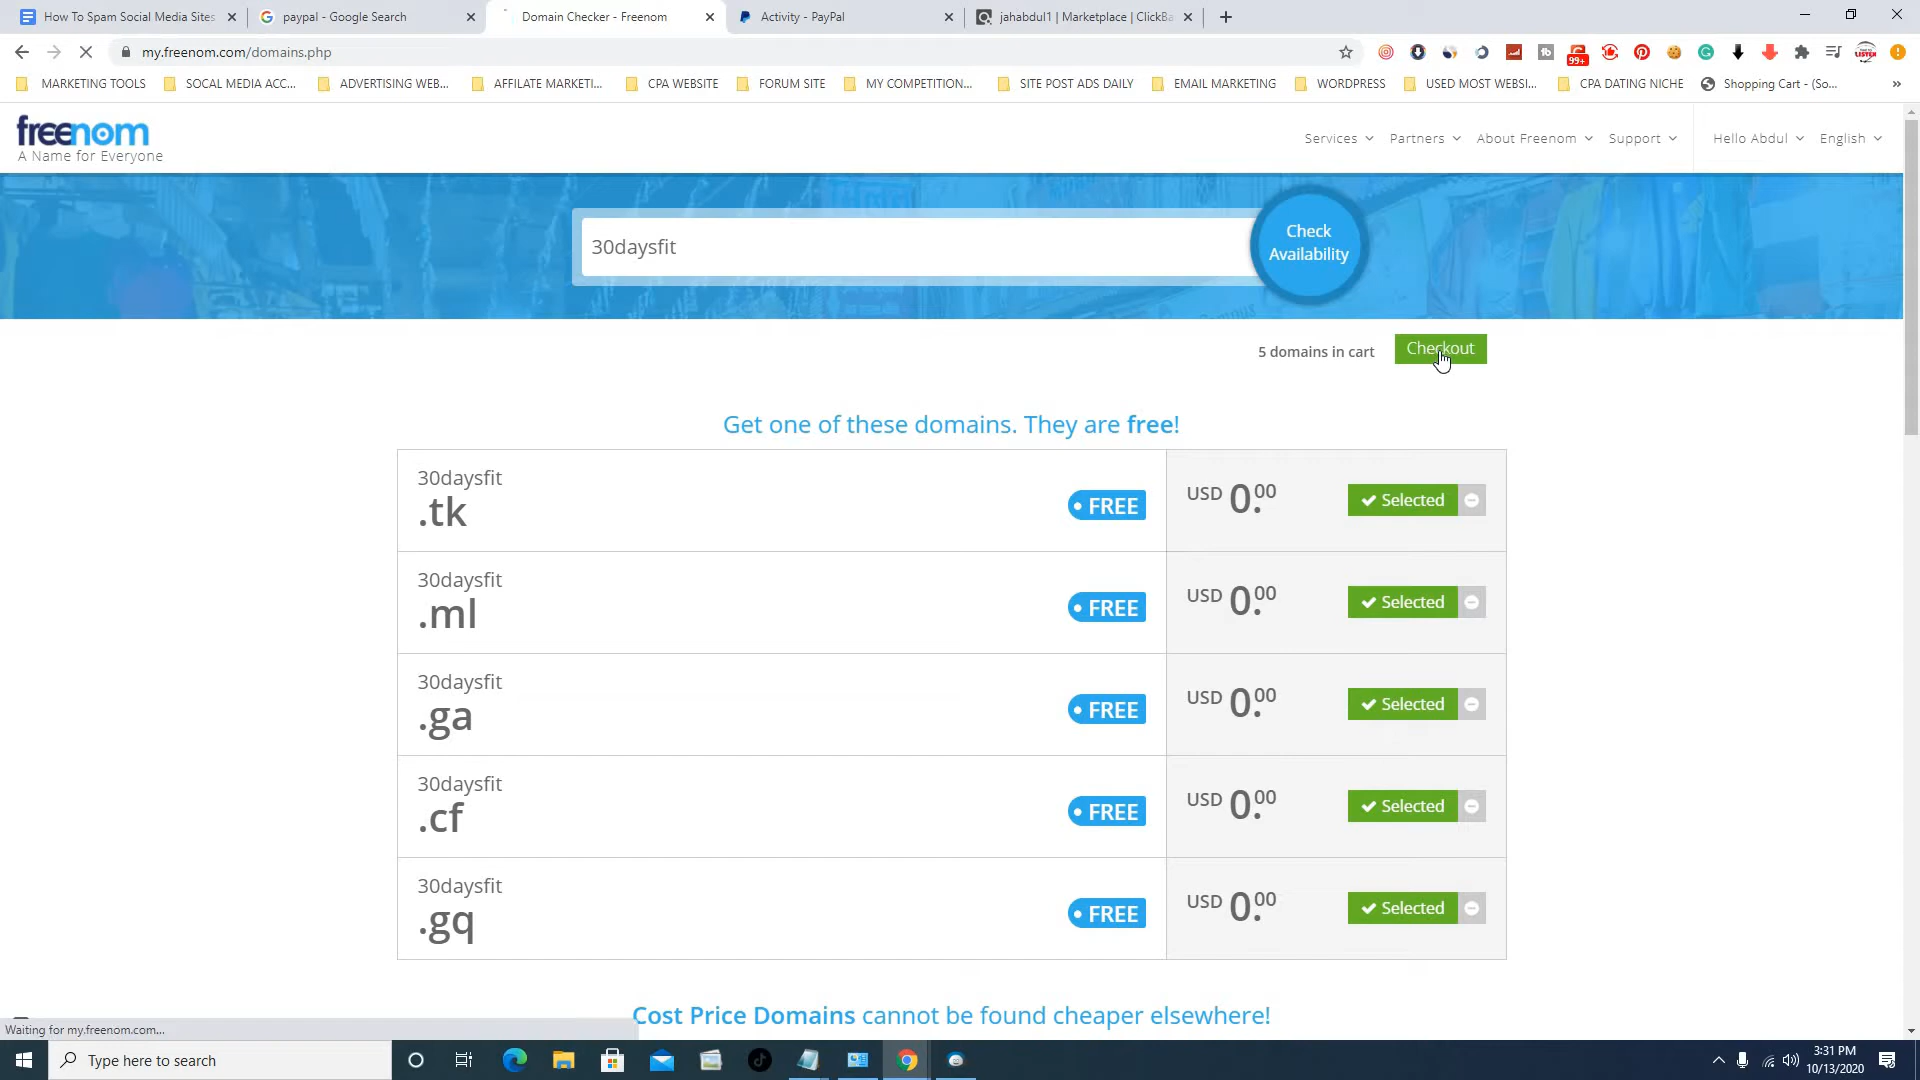 How To Spam Social Media Sites
paypal - Google Search
Domain Checker - Freenom
Activity - PayPal
jahabdul1 | Marketplace | ClickBa
my.freenom.com/domains.php
99+
MARKETING TOOLS
SOCAL MEDIA ACC...
ADVERTISING WEB...
AFFILATE MARKETI...
CPA WEBSITE
FORUM SITE
MY COMPETITION...
SITE POST ADS DAILY
EMAIL MARKETING
WORDPRESS
USED MOST WEBSI...
CPA DATING NICHE
Shopping Cart - (So...
»
freenom
A Name for Everyone
Services
Partners
About Freenom
Support
Hello Abdul
English
30daysfit
Check
Availability
5 domains in cart
Checkout
Get one of these domains. They are free!
30daysfit
.tk
FREE
USD 0.00
Selected
30daysfit
.ml
FREE
USD 0.00
Selected
30daysfit
.ga
FREE
USD 0.00
Selected
30daysfit
.cf
FREE
USD 0.00
Selected
30daysfit
.gq
FREE
USD 0.00
Selected
Cost Price Domains cannot be found cheaper elsewhere!
Waiting for my.freenom.com...
Type here to search
3:31 PM
10/13/2020